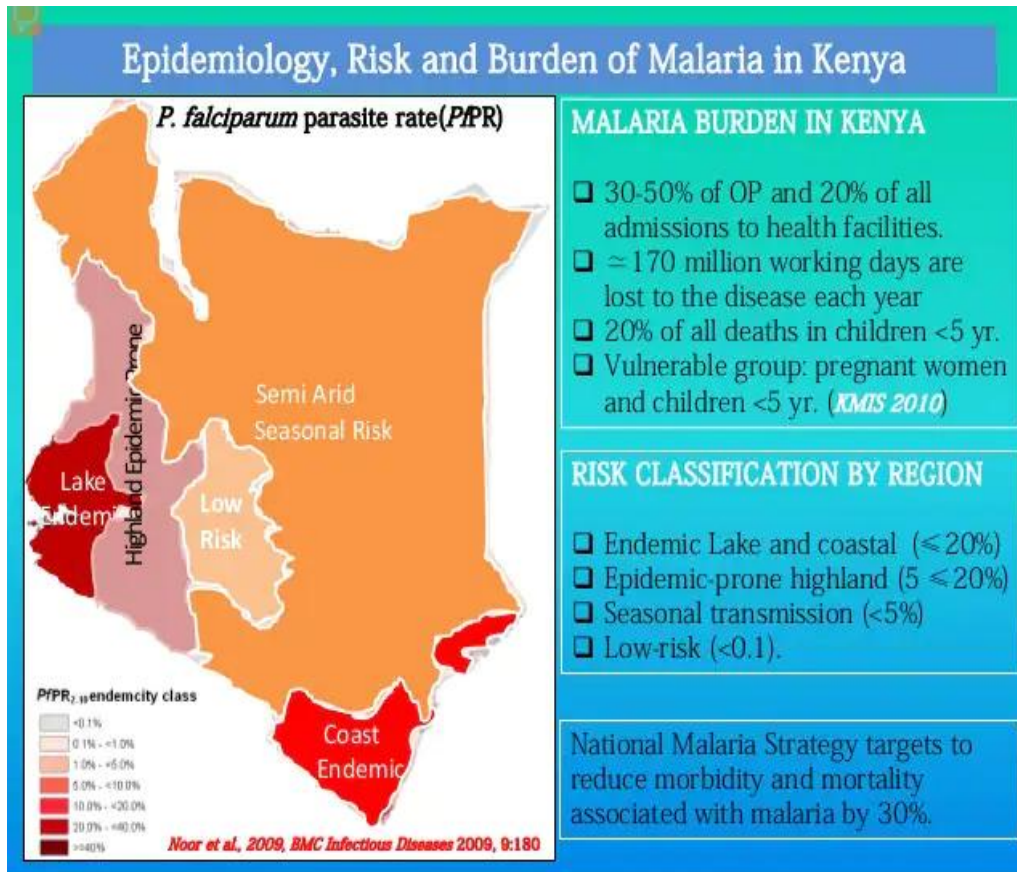 Epidemiology, Risk and Burden of Malaria in Kenya
P. falciparum parasite rate(PfPR)
Highland Epidemic Prone
Semi Arid
Seasonal Risk
Lake
Endemi
Low
Risk
Coast
Endemic
PfPR2-10 endemcity class
<0.1%
0.1% - <1.0%
1.0% - <5.0%
5.0% - <10.0%
10.0% - <20.0%
20.0% - <40.0%
>=40%
Noor et al., 2009, BMC Infectious Diseases 2009, 9:180
MALARIA BURDEN IN KENYA
❑ 30-50% of OP and 20% of all
admissions to health facilities.
❑ ≃170 million working days are
lost to the disease each year
❑ 20% of all deaths in children <5 yr.
❑ Vulnerable group: pregnant women
and children <5 yr. (KMIS 2010)
RISK CLASSIFICATION BY REGION
❑ Endemic Lake and coastal (⩽20%)
❑ Epidemic-prone highland (5 ⩽20%)
❑ Seasonal transmission (<5%)
❑ Low-risk (<0.1).
National Malaria Strategy targets to
reduce morbidity and mortality
associated with malaria by 30%.